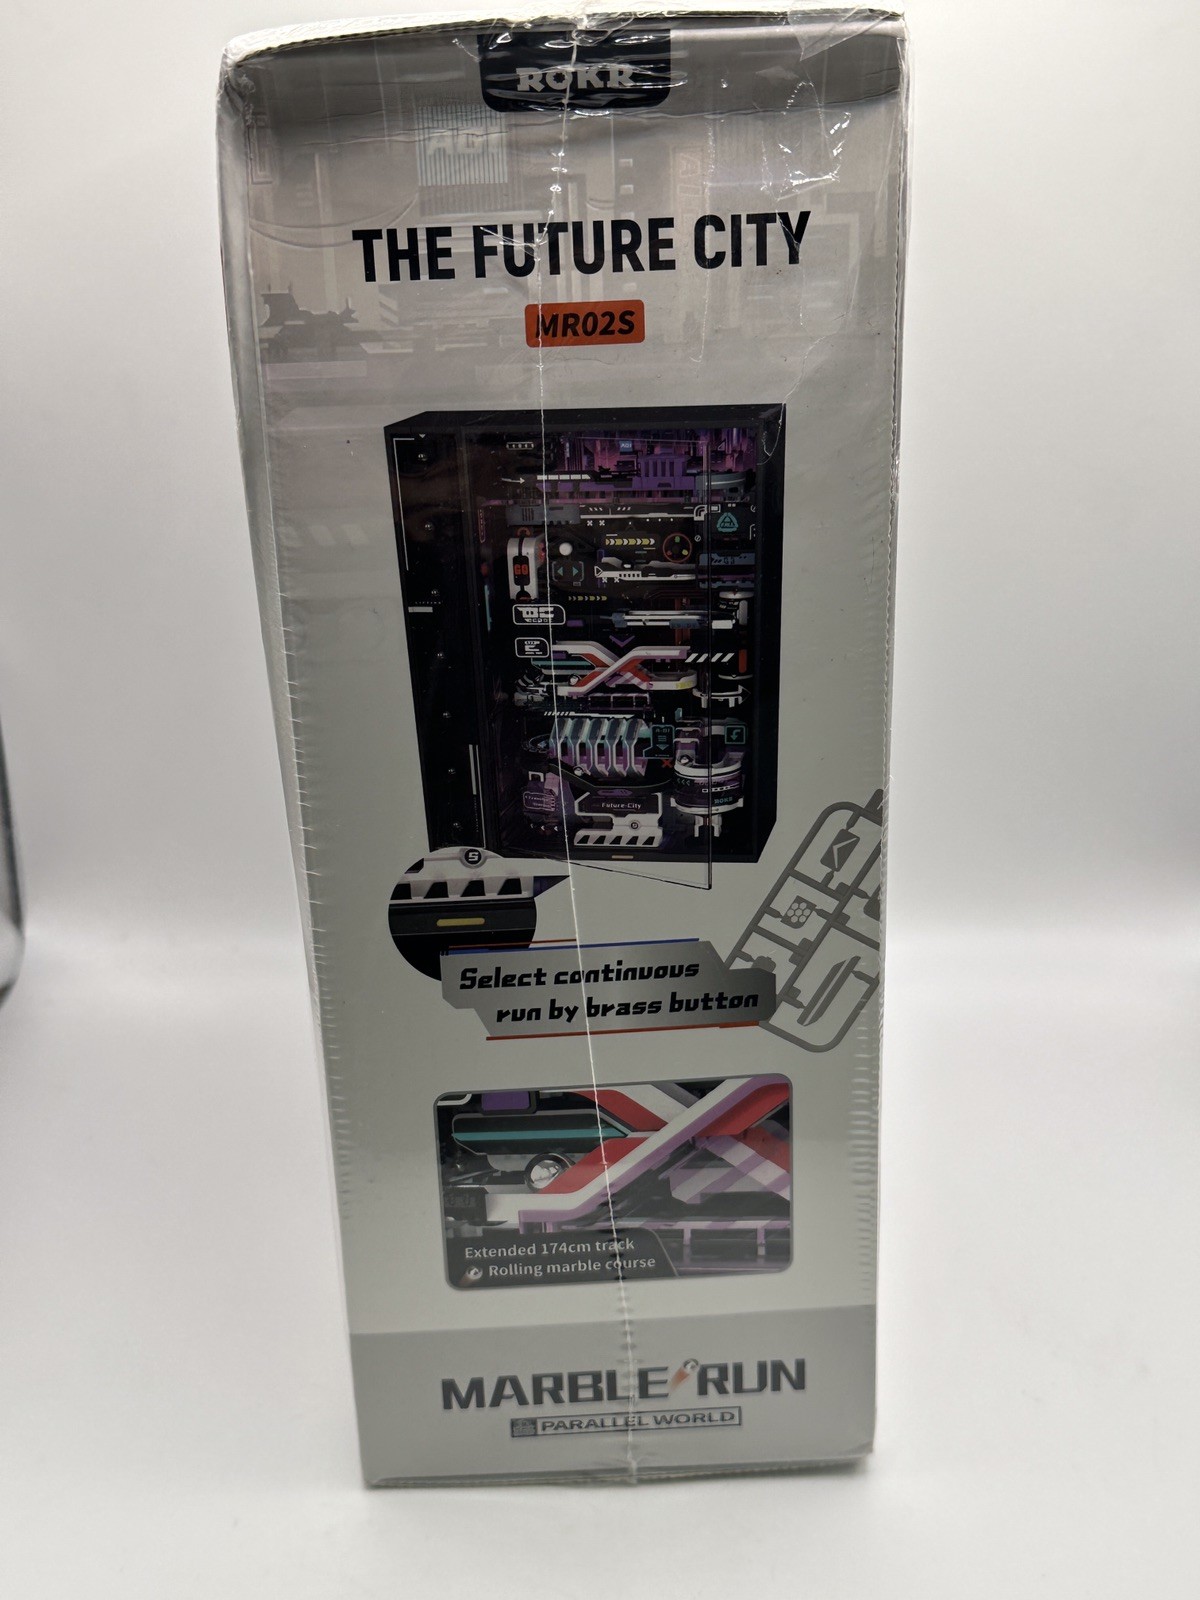 ROKR
THE FUTURE CITY
MR02S
GO
Future-City
ROKR
S
Select continuous
run by brass button
Extended 174cm track
Rolling marble course
MARBLE RUN
PARALLEL WORLD